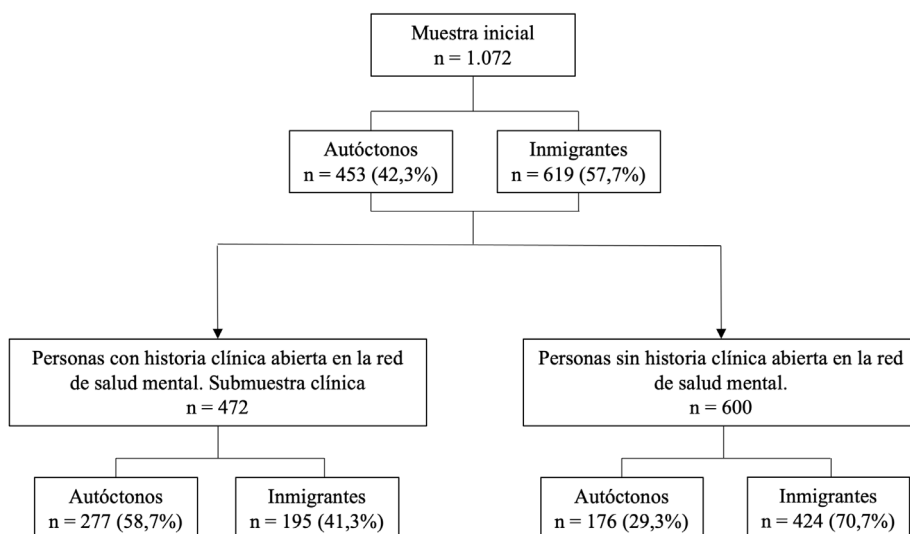 Muestra inicial
n = 1.072
Autóctonos
n = 453 (42,3%)
Inmigrantes
n = 619 (57,7%)
Personas con historia clínica abierta en la red
de salud mental. Submuestra clínica
n = 472
Personas sin historia clínica abierta en la red
de salud mental.
n = 600
Autóctonos
n = 277 (58,7%)
Inmigrantes
n = 195 (41,3%)
Autóctonos
n = 176 (29,3%)
Inmigrantes
n = 424 (70,7%)